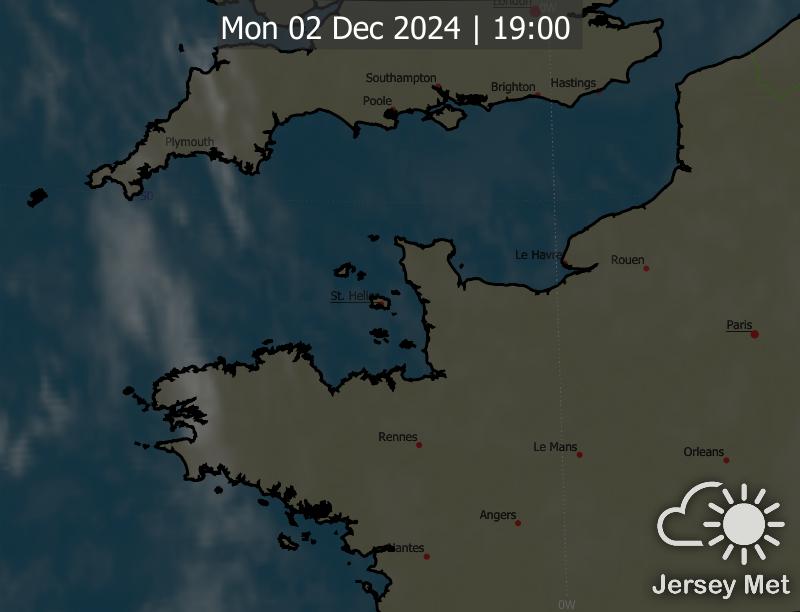 London
0W
Mon 02 Dec 2024 | 19:00
Southampton
Brighton
Hastings
Poole
Plymouth
50
Le Havre
Rouen
St. Helier
Paris
Rennes
Le Mans
Orleans
Angers
Nantes
Jersey Met
0W